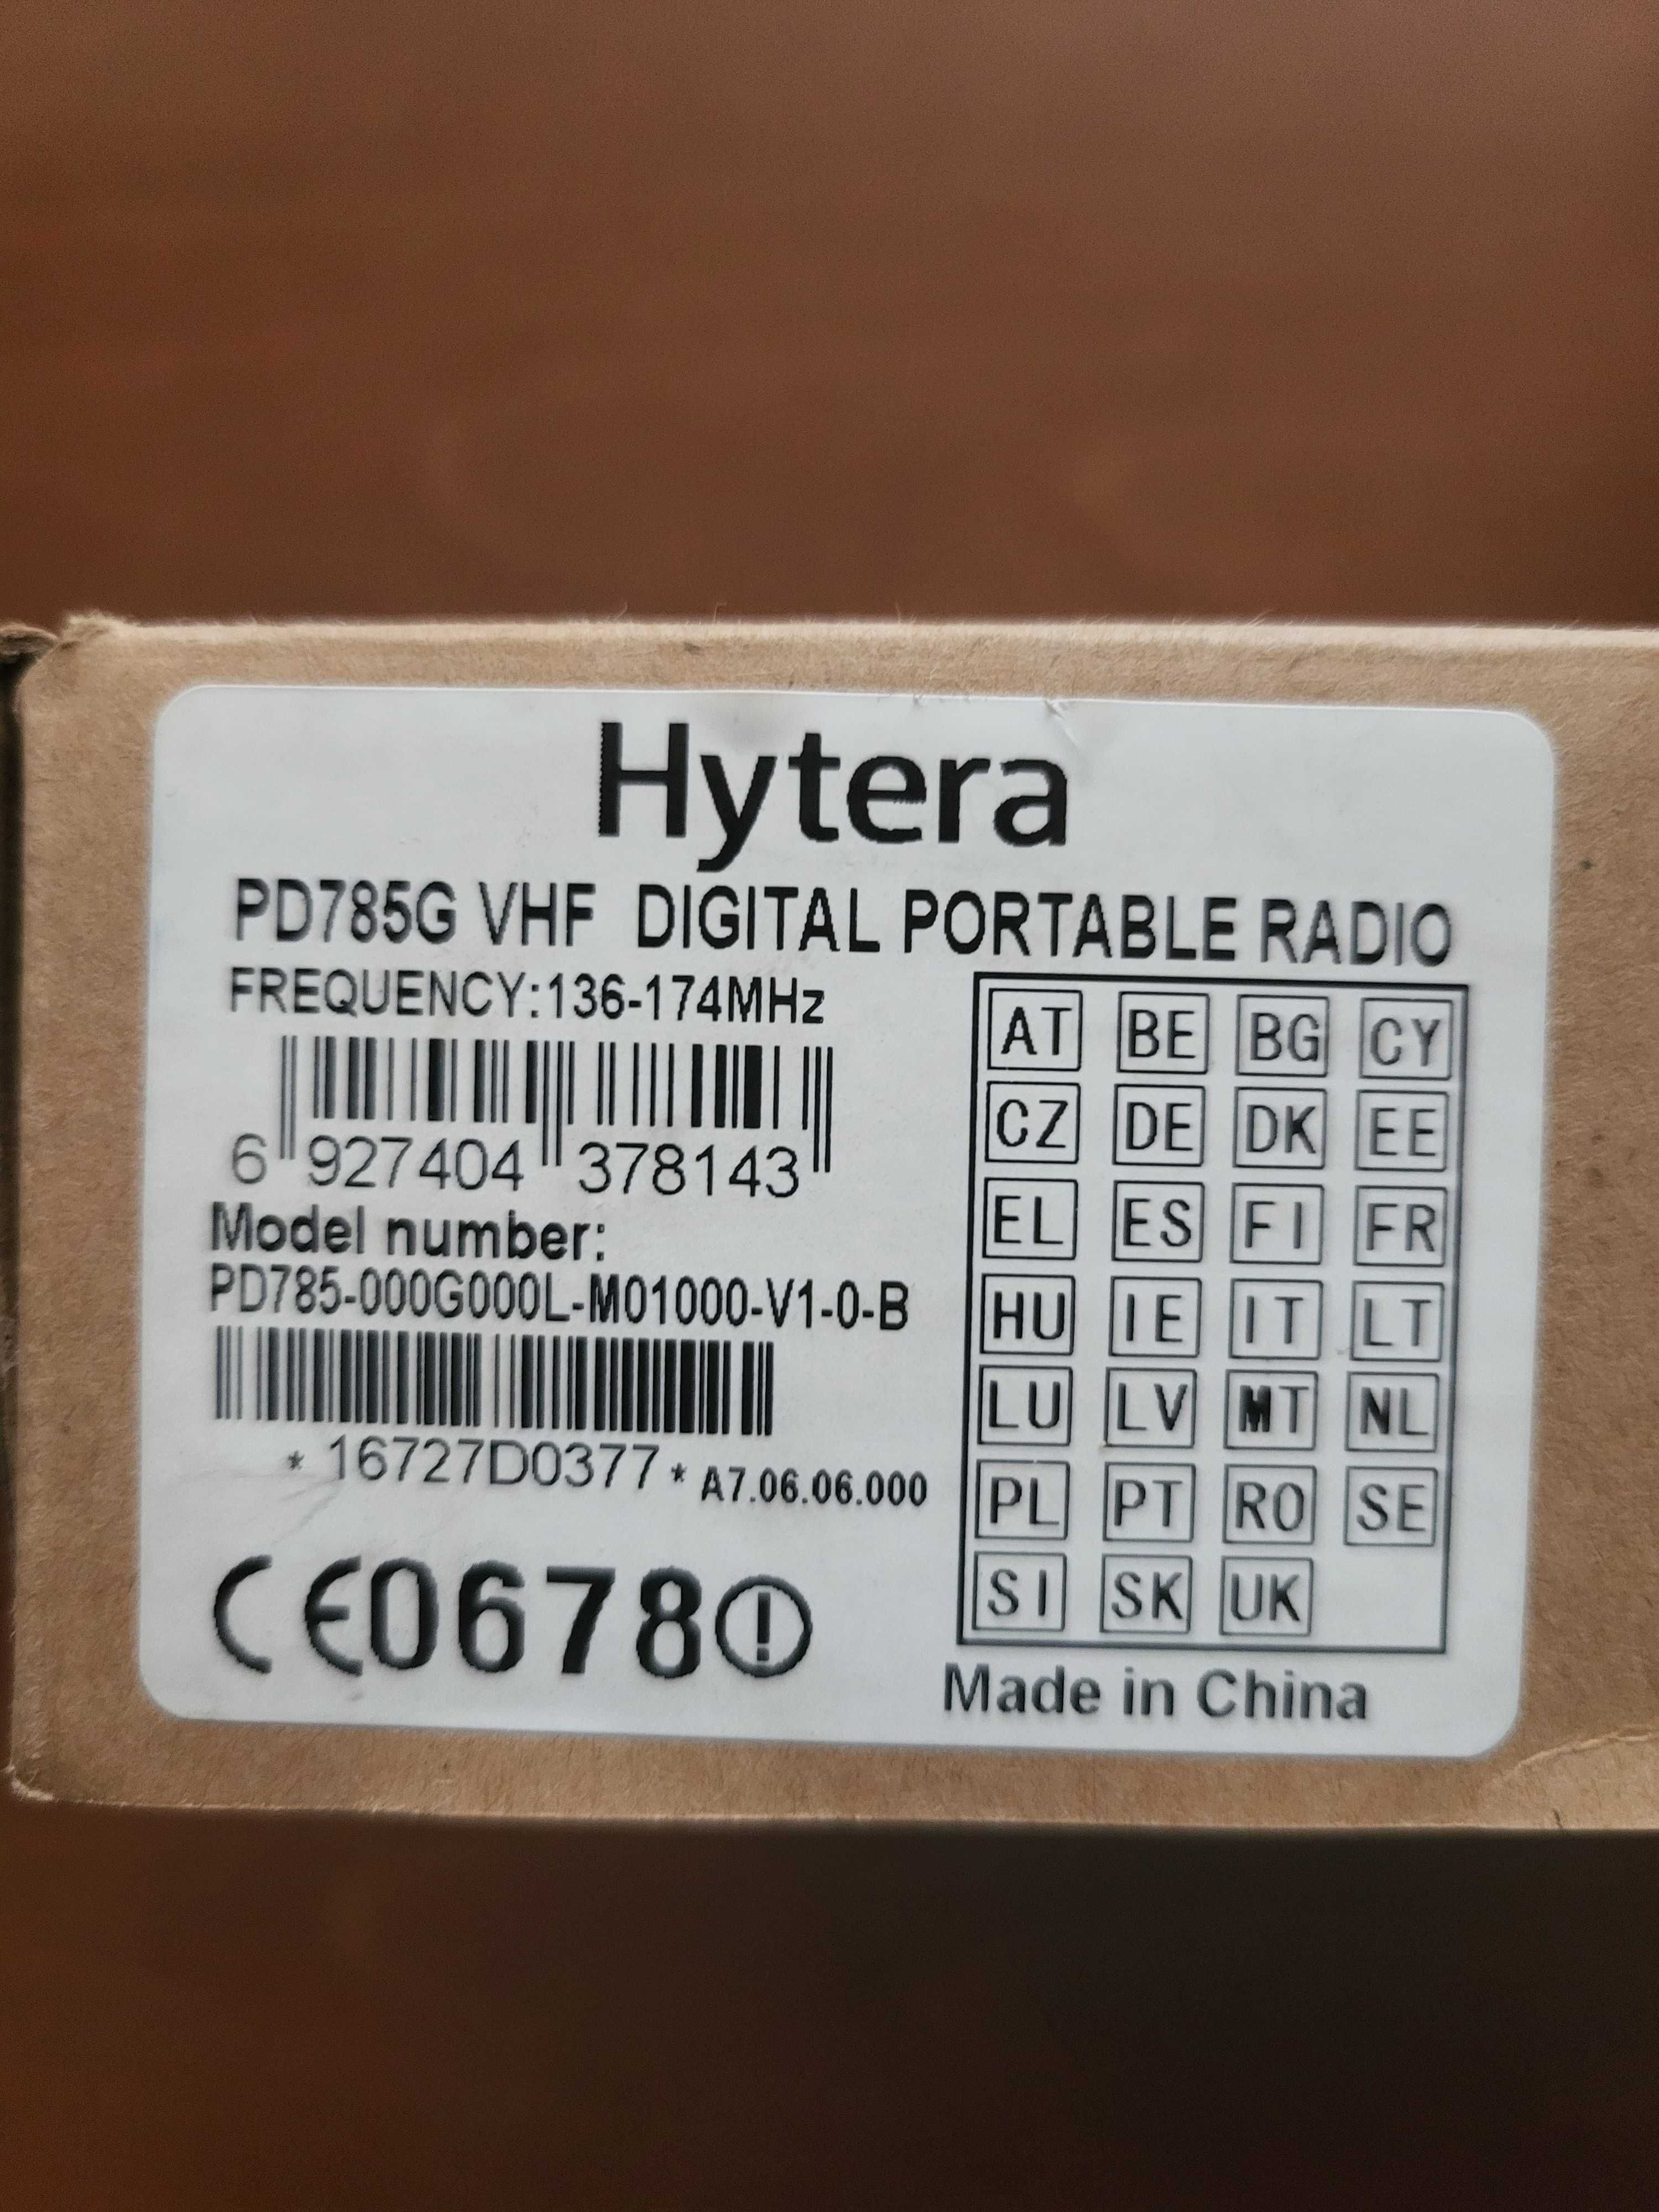 Hytera
PD785G VHF DIGITAL PORTABLE RADIO
FREQUENCY:136-174MHz
6 927404 378143
Model number:
PD785-000G000L-M01000-V1-0-B
*16727D0377* A7.06.06.000
CE0678
AT BE BG CY
CZ DE DK EE
EL ES FI FR
HU IE IT LT
LU LV MT NL
PL PT RO SE
SI SK UK
Made in China